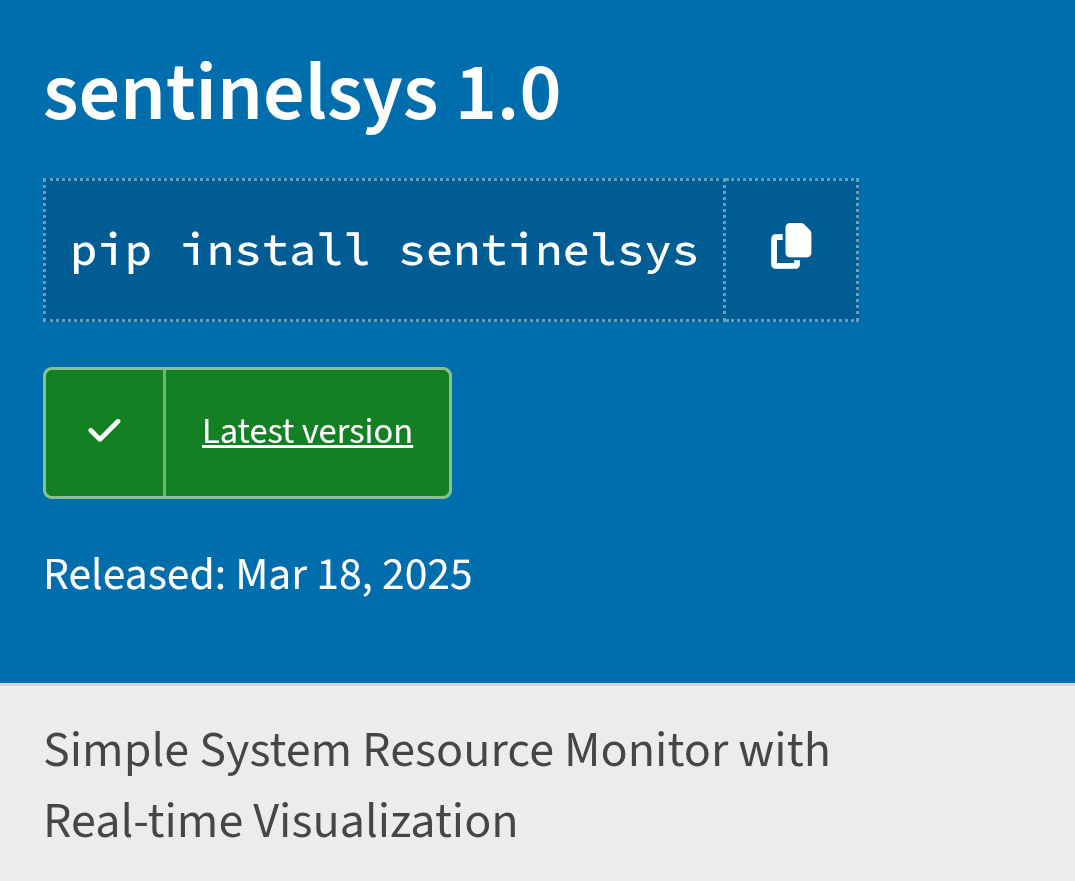 sentinelsys 1.0
pip install sentinelsys
Latest version
Released: Mar 18, 2025
Simple System Resource Monitor with
Real-time Visualization